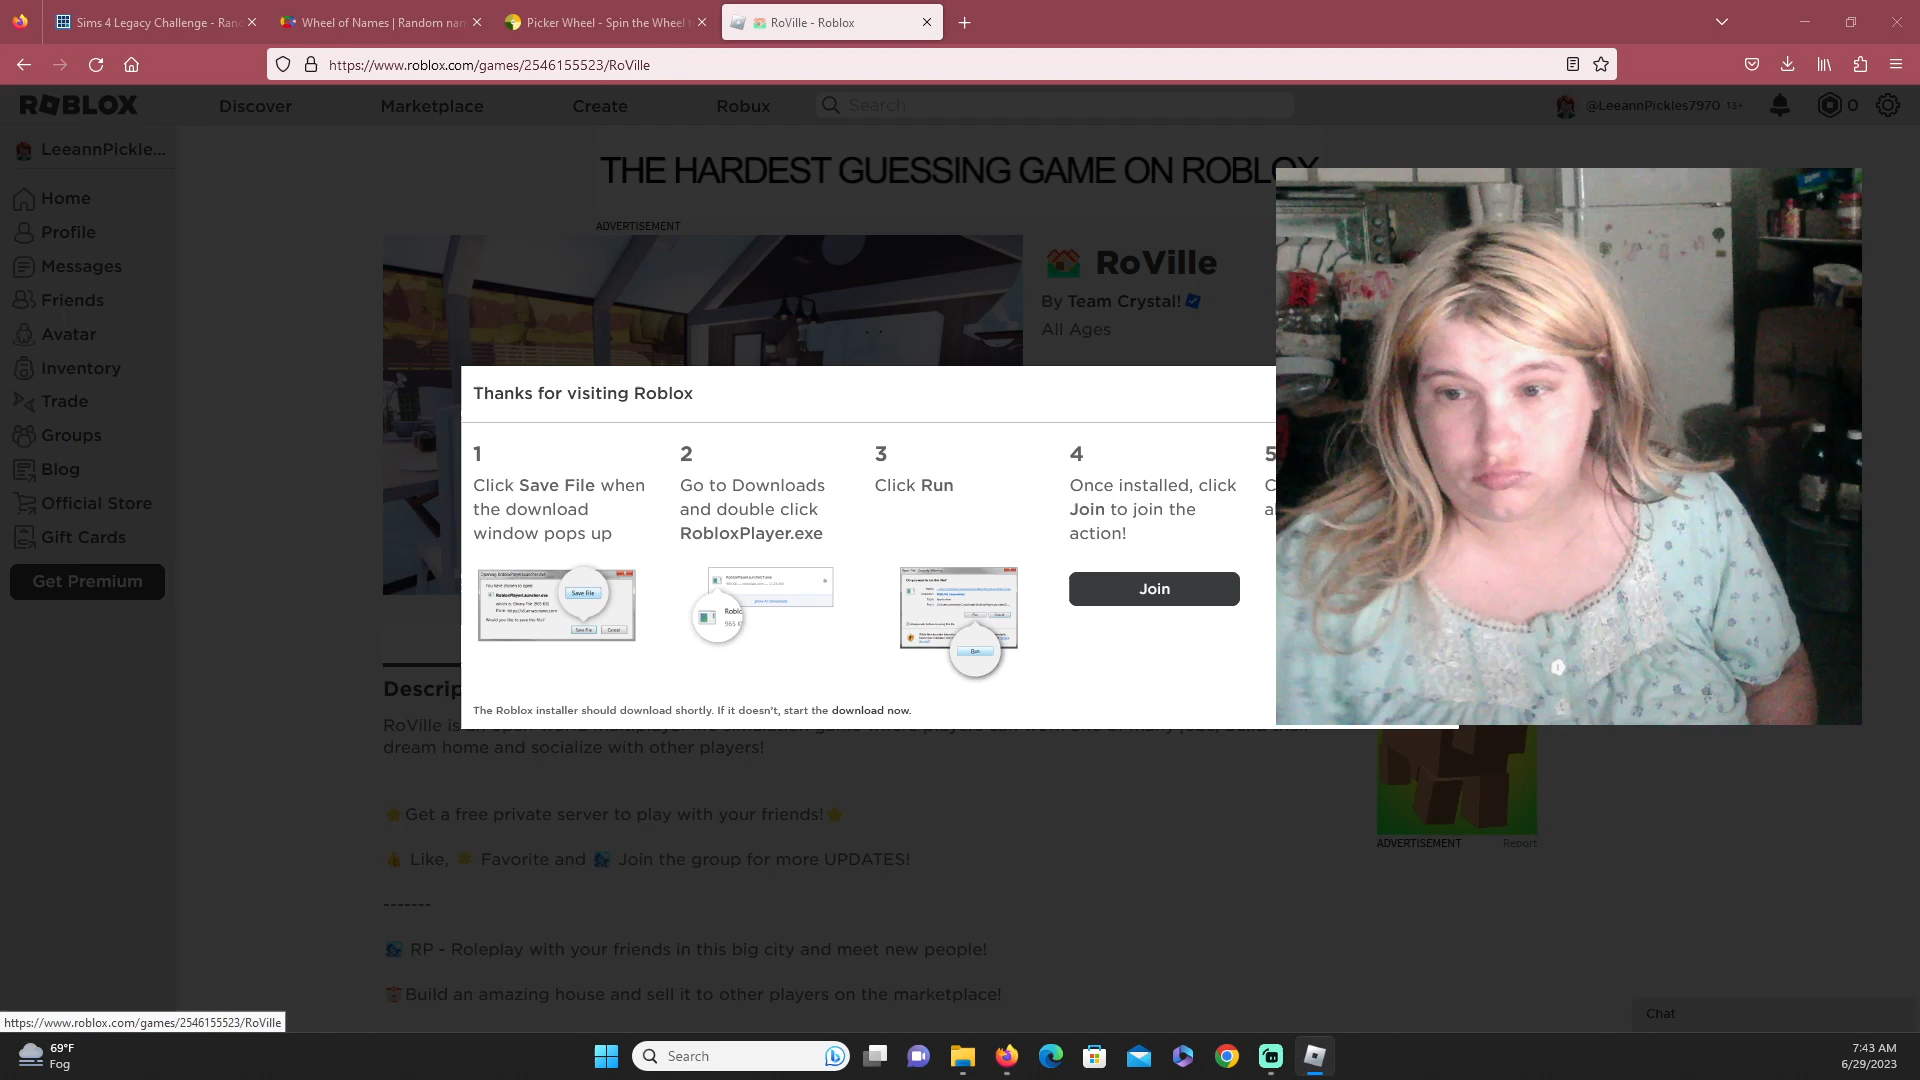 Sims 4 Legacy Challenge - Ran
Wheel of Names | Random nam
Picker Wheel - Spin the Wheel t
RoVille - Roblox
https://www.roblox.com/games/2546155523/RoVille
ROBLOX
Discover
Marketplace
Create
Robux
Search
@LeeannPickles7970 13+
0
LeeannPickle...
Home
Profile
Messages
Friends
Avatar
Inventory
Trade
Groups
Blog
Official Store
Gift Cards
Get Premium
THE HARDEST GUESSING GAME ON ROBLOX
ADVERTISEMENT
RoVille
By Team Crystal!
All Ages
Thanks for visiting Roblox
1
Click Save File when
the download
window pops up
Save File
Save File
Cancel
2
Go to Downloads
and double click
RobloxPlayer.exe
Roblo
965 K
3
Click Run
Run
4
Once installed, click
Join to join the
action!
Join
5
C
a
The Roblox installer should download shortly. If it doesn't, start the download now.
Descrip
RoVille is
dream home and socialize with other players!
Get a free private server to play with your friends!
Like, Favorite and Join the group for more UPDATES!
-------
RP - Roleplay with your friends in this big city and meet new people!
Build an amazing house and sell it to other players on the marketplace!
ADVERTISEMENT
Report
Chat
https://www.roblox.com/games/2546155523/RoVille
69°F
Fog
Search
7:43 AM
6/29/2023